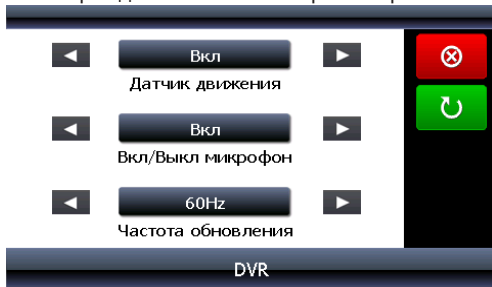 Вкл
Датчик движения
Вкл
Вкл/Выкл микрофон
60Hz
Частота обновления
DVR